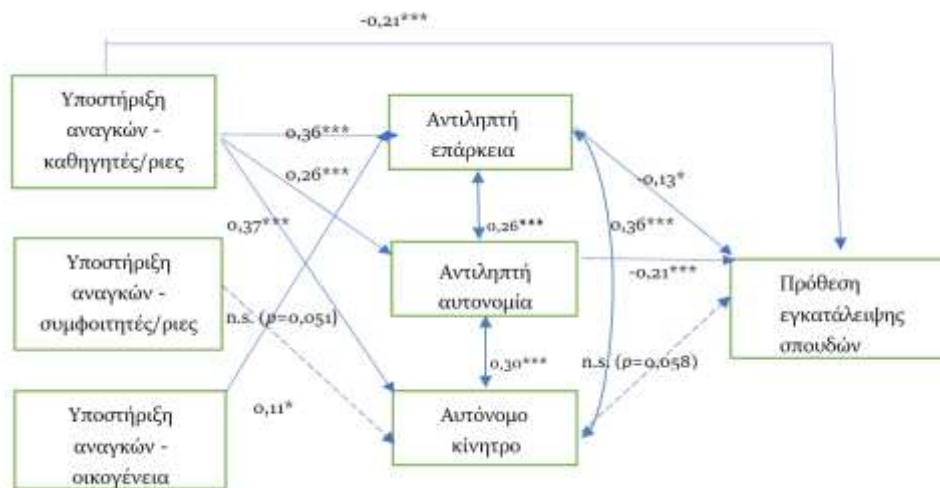 -0,21***
Υποστήριξη
αναγκών -
καθηγητές/ριες
Αντιληπτή
επάρκεια
0,36***
0,26***
-0,13*
0,37***
0,26***
0,36***
Υποστήριξη
αναγκών -
συμφοιτητές/ριες
Αντιληπτή
αυτονομία
-0,21***
Πρόθεση
εγκατάλειψης
σπουδών
n.s. (p=0,051)
0,30***
n.s. (p=0,058)
Υποστήριξη
αναγκών -
οικογένεια
0,11*
Αυτόνομο
κίνητρο